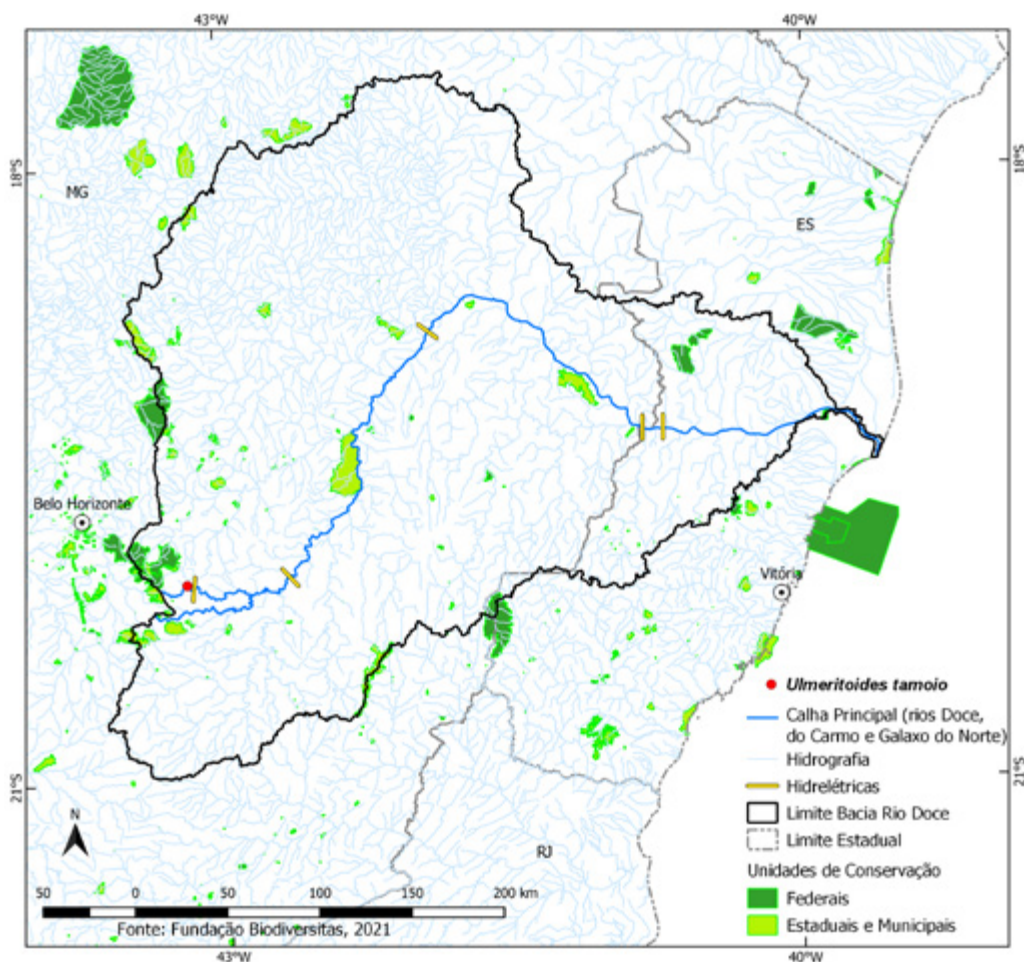 43°W
40°W
18°S
18°S
MG
ES
Belo Horizonte
Vitória
Ulmeritoides tamoio
Calha Principal (rios Doce,
do Carmo e Galaxo do Norte)
Hidrografia
Hidrelétricas
Limite Bacia Rio Doce
Limite Estadual
Unidades de Conservação
Federais
Estaduais e Municipais
21°S
21°S
N
RJ
50 0 50 100 150 200 km
Fonte: Fundação Biodiversitas, 2021
43°W
40°W